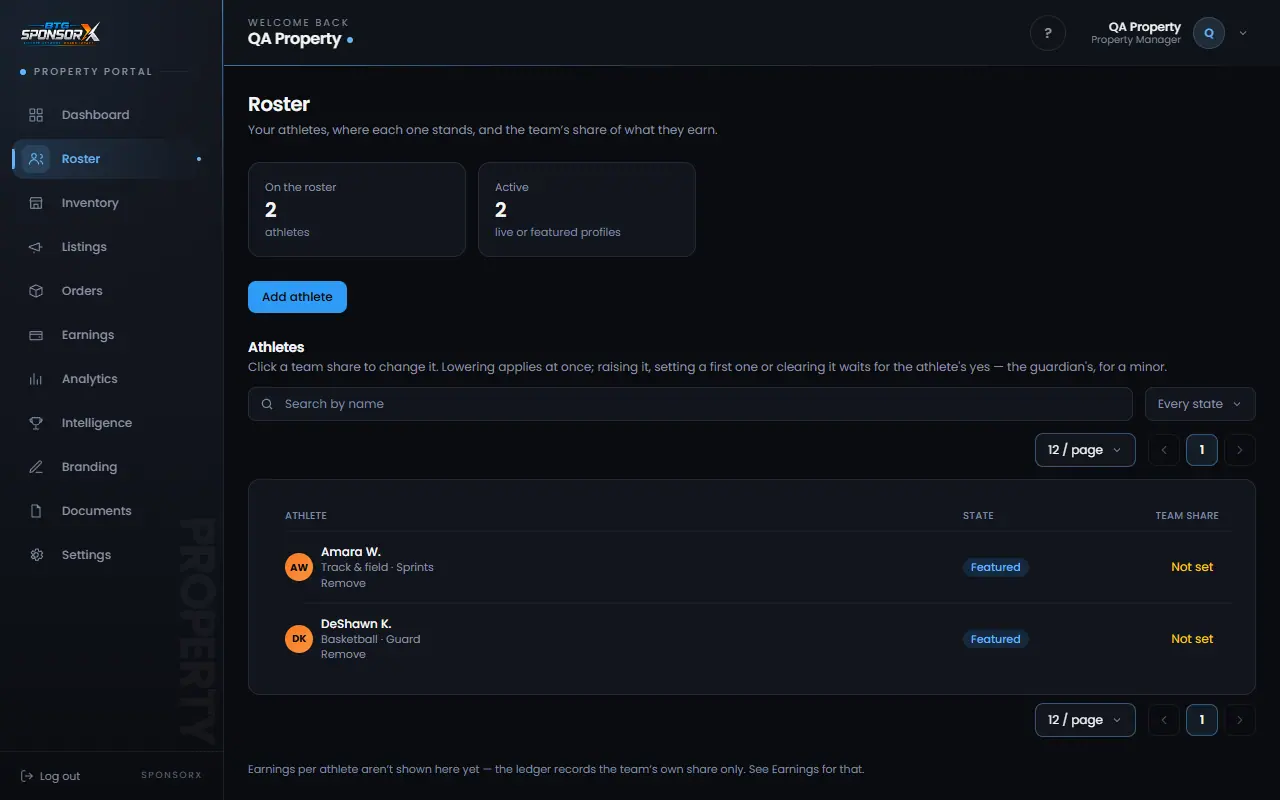 BTG
SPONSORX
WELCOME BACK
QA Property
?
QA Property
Property Manager
Q
PROPERTY PORTAL
Dashboard
Roster
Inventory
Listings
Orders
Earnings
Analytics
Intelligence
Branding
Documents
Settings
PROPERTY
Log out
SPONSORX
Roster
Your athletes, where each one stands, and the team's share of what they earn.
On the roster
2
athletes
Active
2
live or featured profiles
Add athlete
Athletes
Click a team share to change it. Lowering applies at once; raising it, setting a first one or clearing it waits for the athlete's yes — the guardian's, for a minor.
Search by name
Every state
12 / page
1
ATHLETE STATE TEAM SHARE
AW
Amara W.
Track & field · Sprints
Remove
Featured
Not set
DK
DeShawn K.
Basketball · Guard
Remove
Featured
Not set
12 / page
1
Earnings per athlete aren't shown here yet — the ledger records the team's own share only. See Earnings for that.